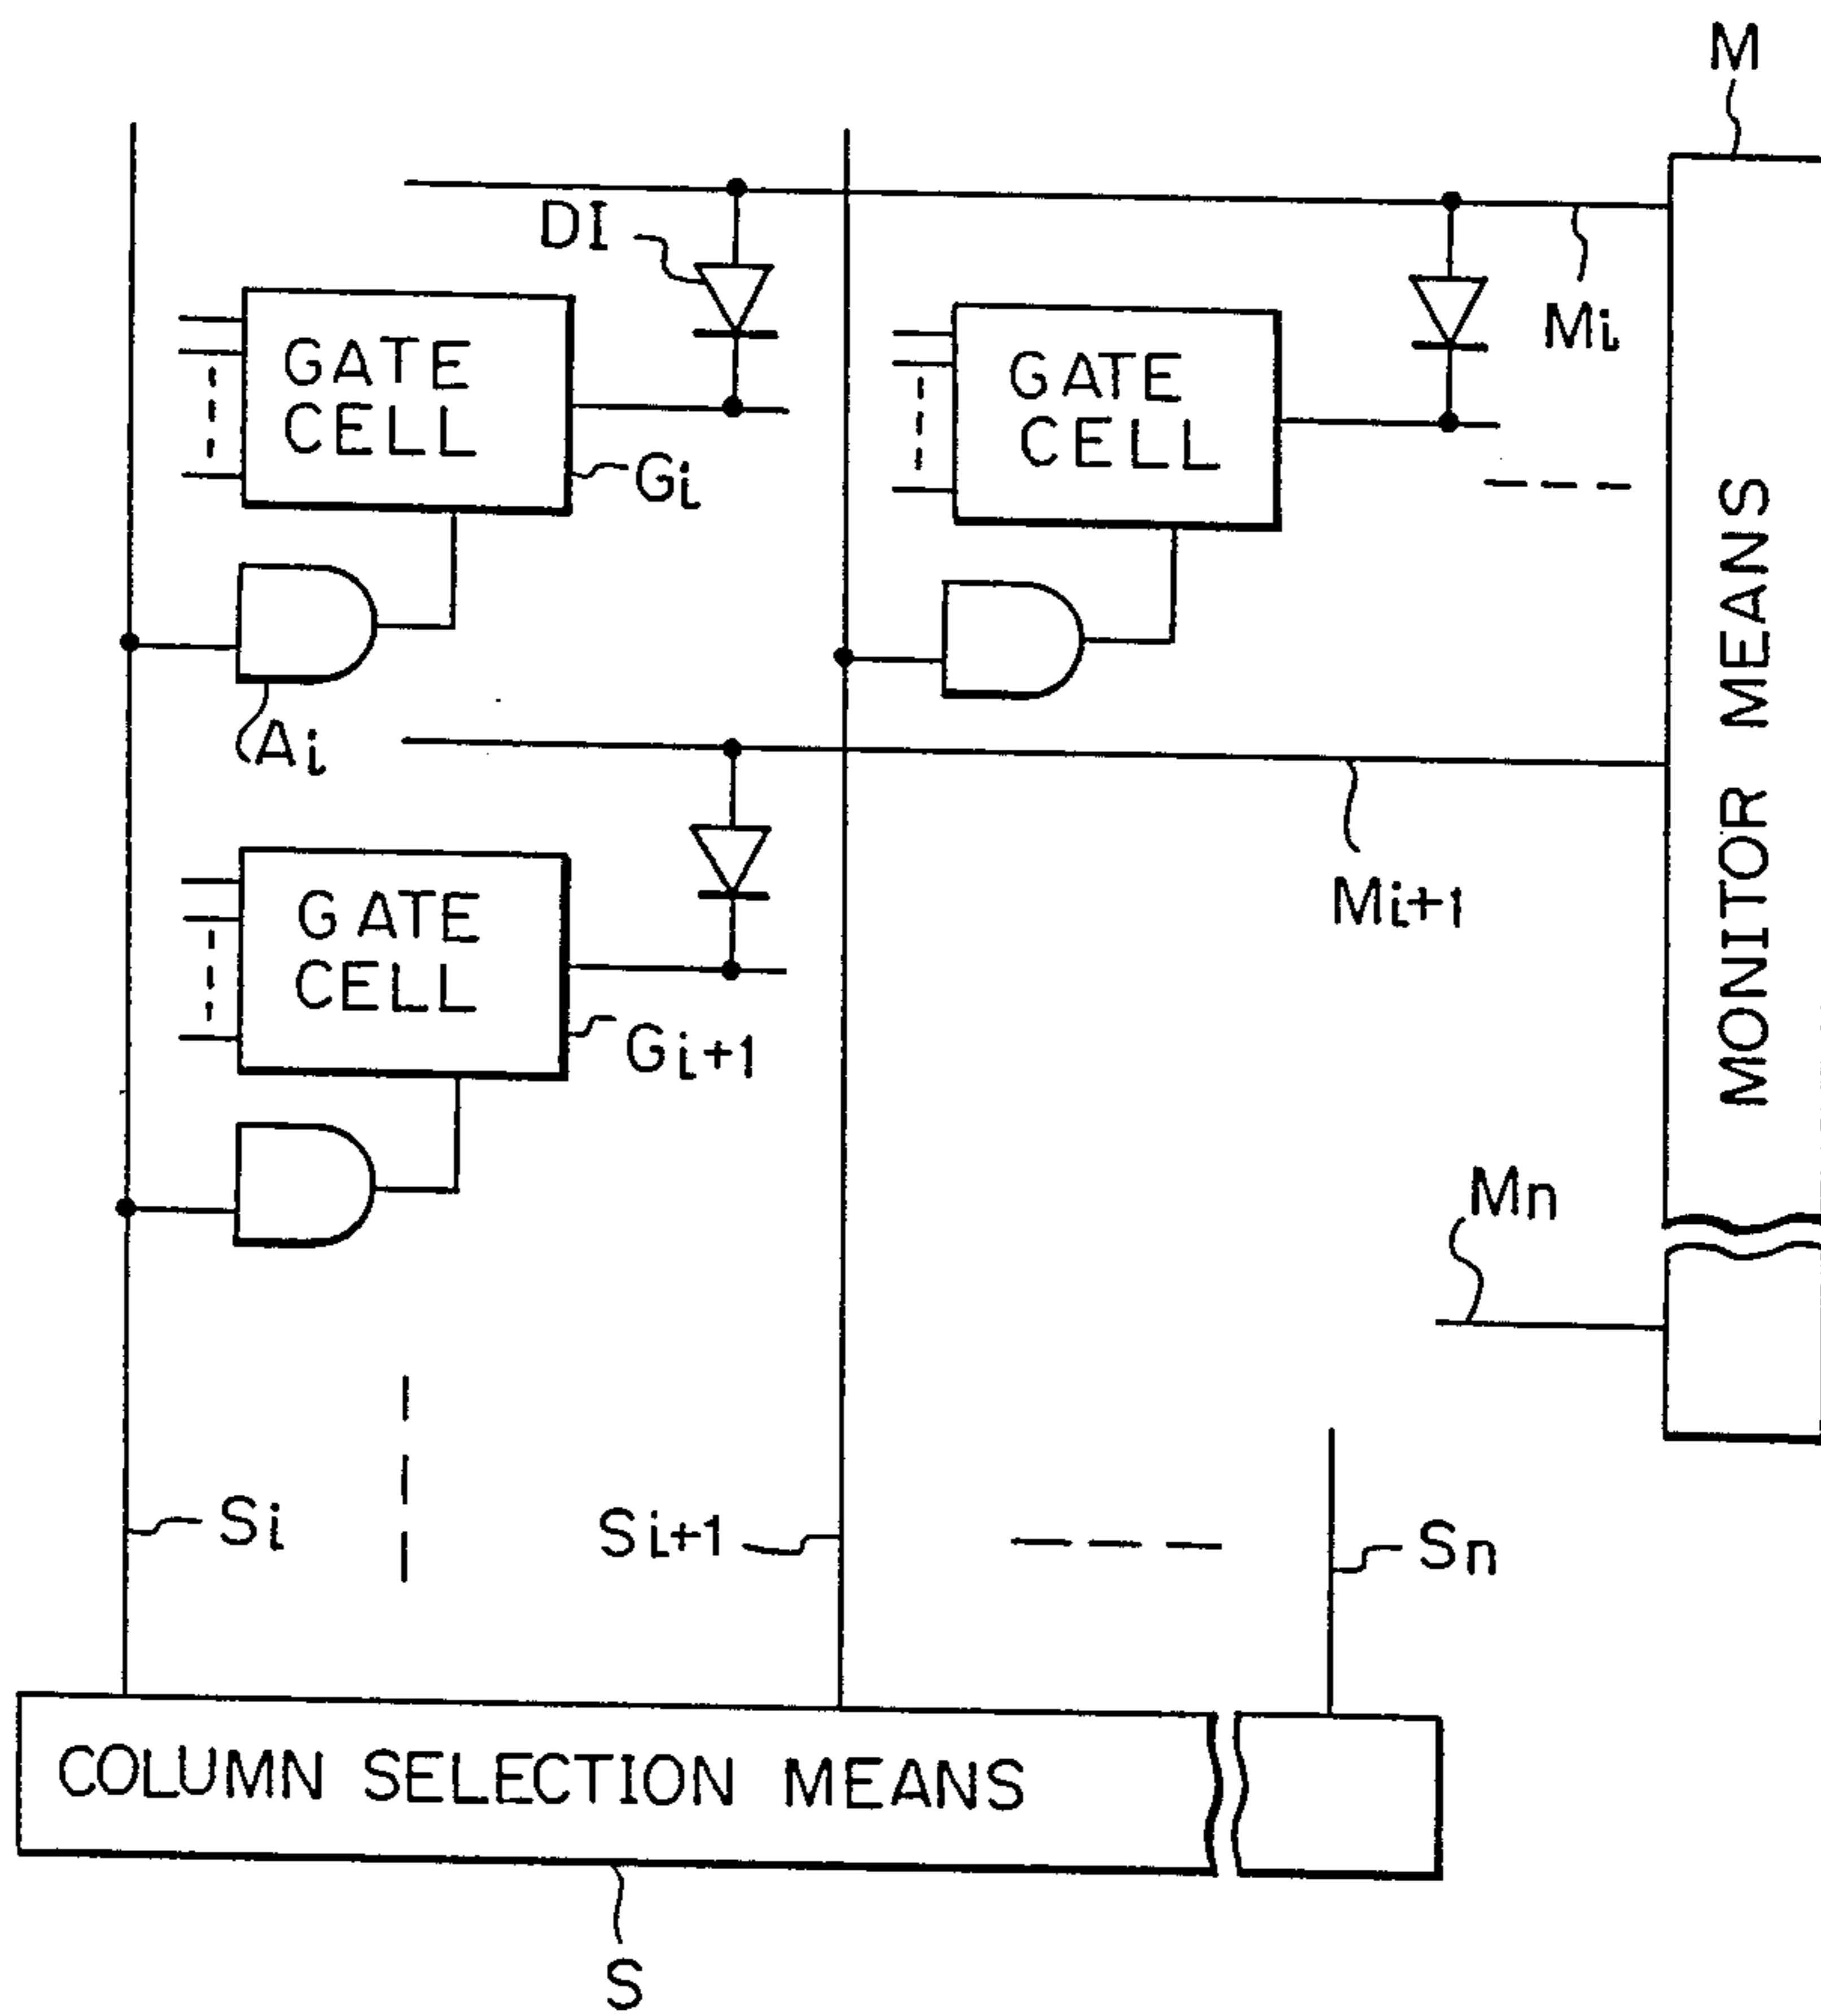 M
DI
Mi
GATE
CELL
GATE
CELL
Gi
Ai
MONITOR MEANS
Mi+1
GATE
CELL
Gi+1
Mn
Si
Si+1
Sn
COLUMN SELECTION MEANS
S